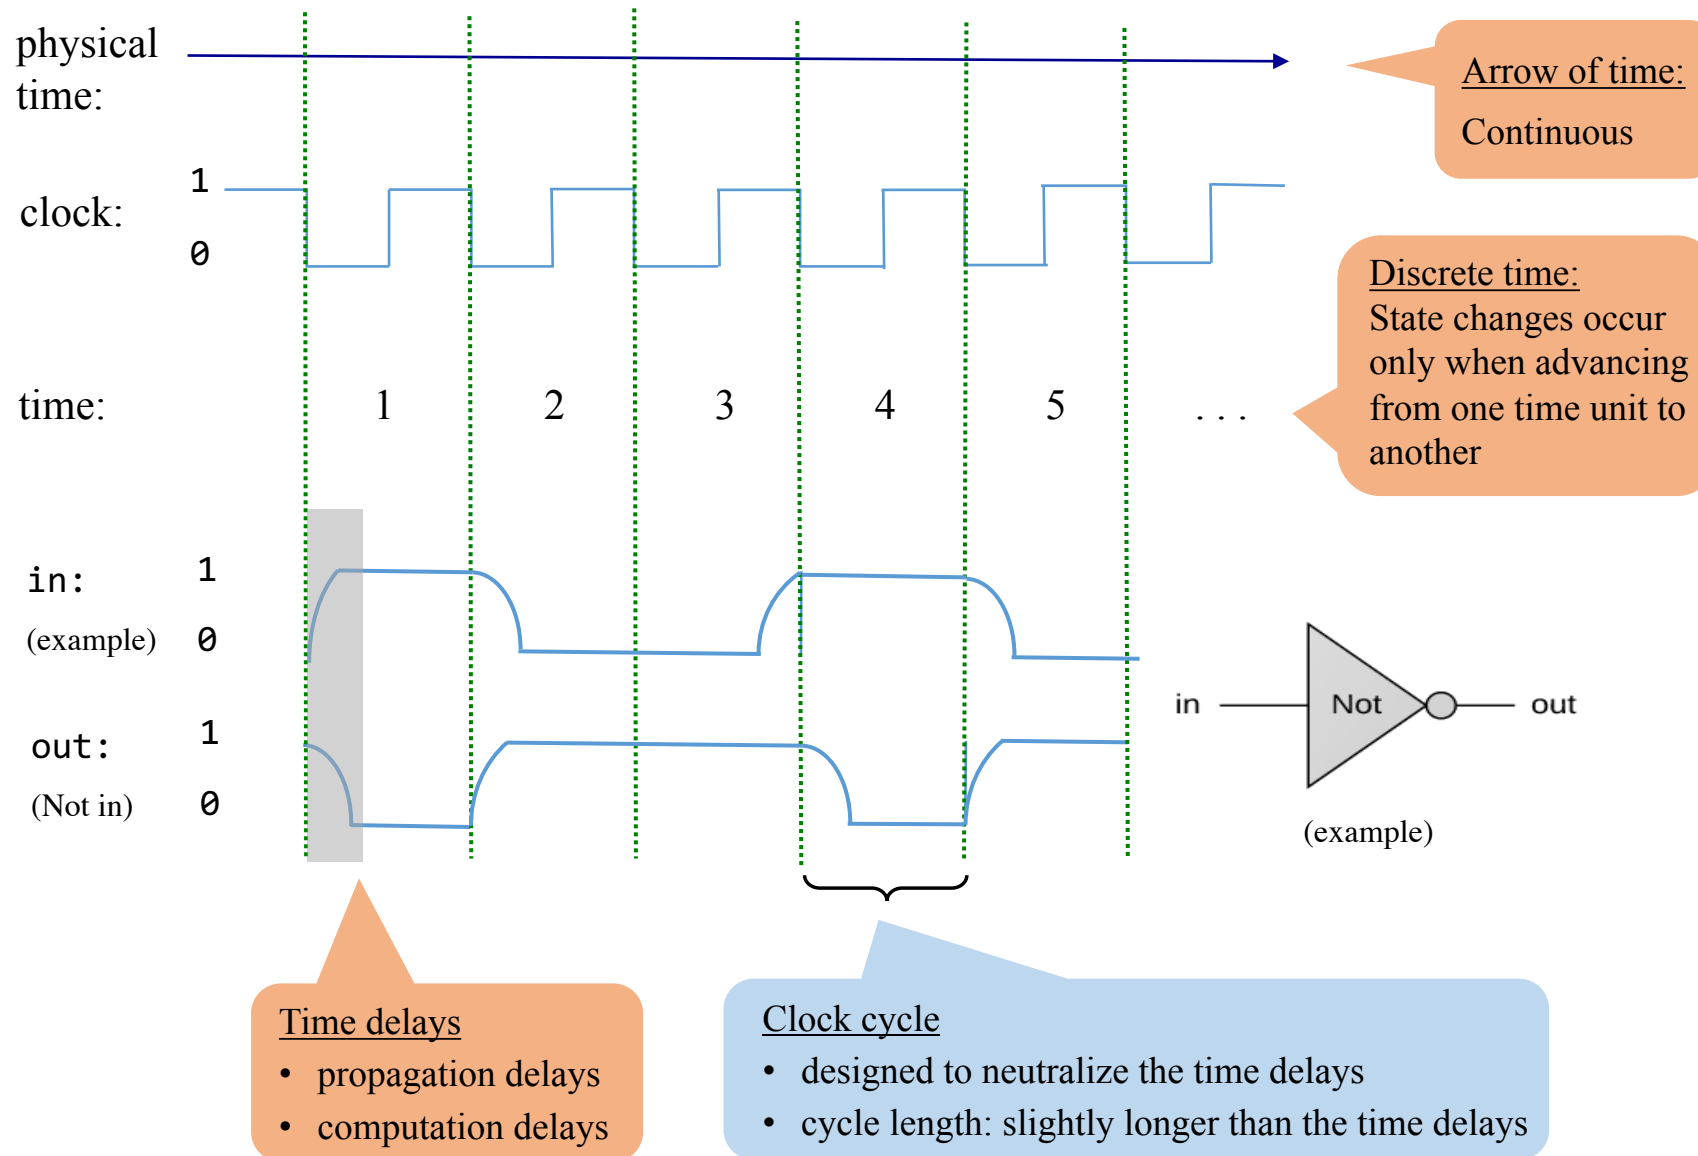 physical
time:
Arrow of time:
Continuous
clock:
1
0
Discrete time:
State changes occur
only when advancing
from one time unit to
another
time:
1 2 3 4 5 . . .
in:
(example)
1
0
out:
(Not in)
1
0
in Not out
(example)
Time delays
• propagation delays
• computation delays
Clock cycle
• designed to neutralize the time delays
• cycle length: slightly longer than the time delays